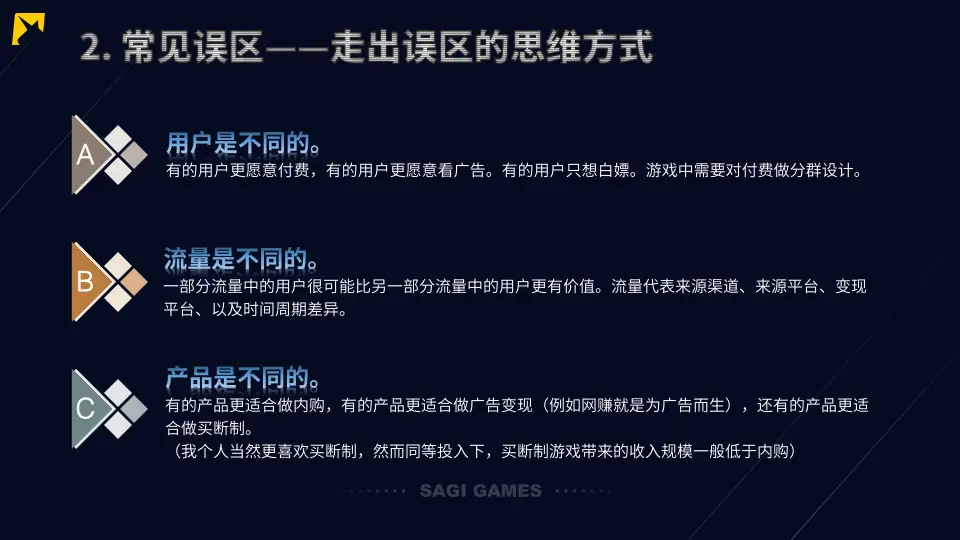 2. 常见误区——走出误区的思维方式
A
用户是不同的。
有的用户更愿意付费，有的用户更愿意看广告。有的用户只想白嫖。游戏中需要对付费做分群设计。
B
流量是不同的。
一部分流量中的用户很可能比另一部分流量中的用户更有价值。流量代表来源渠道、来源平台、变现
平台、以及时间周期差异。
C
产品是不同的。
有的产品更适合做内购，有的产品更适合做广告变现（例如网赚就是为广告而生），还有的产品更适
合做买断制。
（我个人当然更喜欢买断制，然而同等投入下，买断制游戏带来的收入规模一般低于内购）
SAGI GAMES